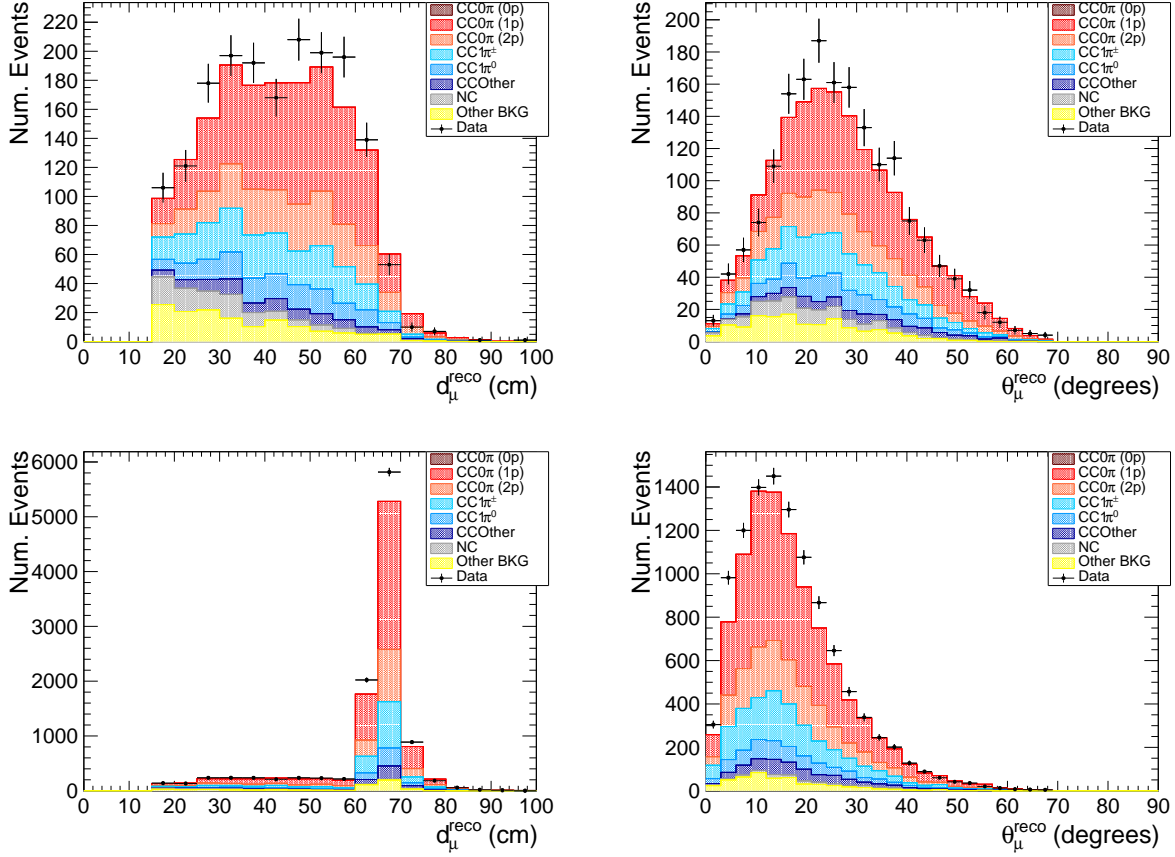 Num. Events
220
200
180
160
140
120
100
80
60
40
20
0
0 10 20 30 40 50 60 70 80 90 100
d_μ^reco (cm)
CC0π (0p)
CC0π (1p)
CC0π (2p)
CC1π±
CC1π⁰
CCOther
NC
Other BKG
Data
Num. Events
200
180
160
140
120
100
80
60
40
20
0
0 10 20 30 40 50 60 70 80 90
θ_μ^reco (degrees)
CC0π (0p)
CC0π (1p)
CC0π (2p)
CC1π±
CC1π⁰
CCOther
NC
Other BKG
Data
Num. Events
6000
5000
4000
3000
2000
1000
0
0 10 20 30 40 50 60 70 80 90 100
d_μ^reco (cm)
CC0π (0p)
CC0π (1p)
CC0π (2p)
CC1π±
CC1π⁰
CCOther
NC
Other BKG
Data
Num. Events
1400
1200
1000
800
600
400
200
0
0 10 20 30 40 50 60 70 80 90
θ_μ^reco (degrees)
CC0π (0p)
CC0π (1p)
CC0π (2p)
CC1π±
CC1π⁰
CCOther
NC
Other BKG
Data